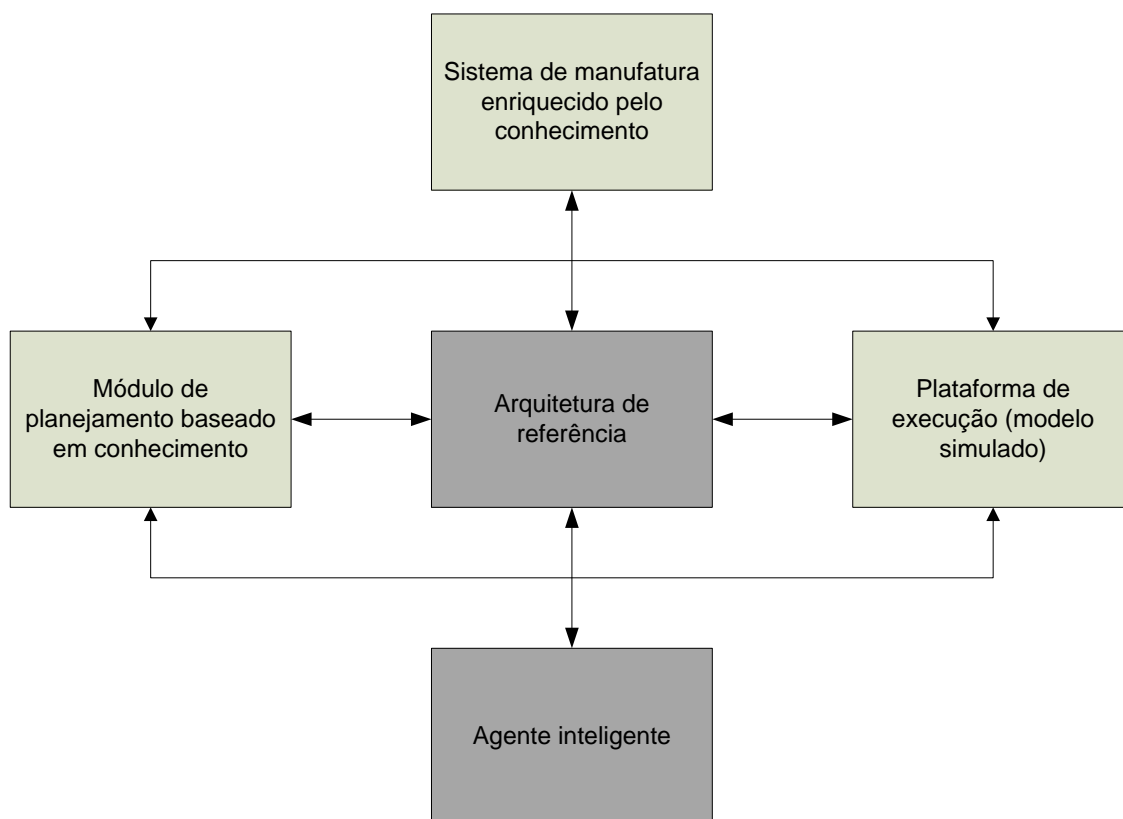 Sistema de manufatura
enriquecido pelo
conhecimento
Módulo de
planejamento baseado
em conhecimento
Arquitetura de
referência
Plataforma de
execução (modelo
simulado)
Agente inteligente